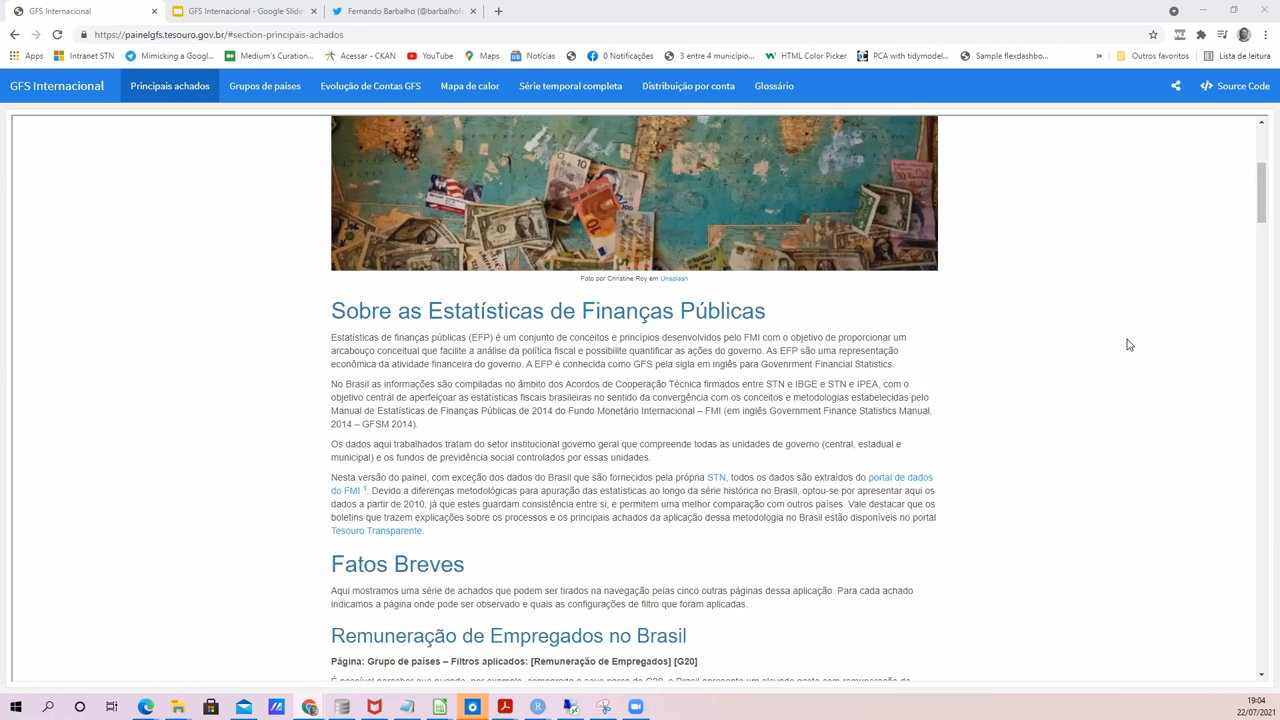 GFS Internacional
GFS Internacional - Google Slide
Fernando Barbalho (@barbalhofe
https://painelgfs.tesouro.gov.br/#section-principais-achados
Apps
Intranet STN
Mimicking a Googl...
Medium's Curation...
Acessar - CKAN
YouTube
Maps
Notícias
0 Notificações
3 entre 4 municípío...
HTML Color Picker
PCA with tidymodel...
Sample flexdashbo...
»
Outros favoritos
Lista de leitura
GFS Internacional
Principais achados
Grupos de países
Evolução de Contas GFS
Mapa de calor
Série temporal completa
Distribuição por conta
Glossário
Source Code
Foto por Christine Roy em Unsplash
Sobre as Estatísticas de Finanças Públicas
Estatísticas de finanças públicas (EFP) é um conjunto de conceitos e princípios desenvolvidos pelo FMI com o objetivo de proporcionar um
arcabouço conceitual que facilite a análise da política fiscal e possibilite quantificar as ações do governo. As EFP são uma representação
econômica da atividade financeira do governo. A EFP é conhecida como GFS pela sigla em inglês para Govenrment Financial Statistics.
No Brasil as informações são compiladas no âmbito dos Acordos de Cooperação Técnica firmados entre STN e IBGE e STN e IPEA, com o
objetivo central de aperfeiçoar as estatísticas fiscais brasileiras no sentido da convergência com os conceitos e metodologias estabelecidas pelo
Manual de Estatísticas de Finanças Públicas de 2014 do Fundo Monetário Internacional – FMI (em inglês Government Finance Statistics Manual,
2014 – GFSM 2014).
Os dados aqui trabalhados tratam do setor institucional governo geral que compreende todas as unidades de governo (central, estadual e
municipal) e os fundos de previdência social controlados por essas unidades.
Nesta versão do painel, com exceção dos dados do Brasil que são fornecidos pela própria STN, todos os dados são extraídos do portal de dados
do FMI 1. Devido a diferenças metodológicas para apuração das estatísticas ao longo da série histórica no Brasil, optou-se por apresentar aqui os
dados a partir de 2010, já que estes guardam consistência entre si, e permitem uma melhor comparação com outros países. Vale destacar que os
boletins que trazem explicações sobre os processos e os principais achados da aplicação dessa metodologia no Brasil estão disponíveis no portal
Tesouro Transparente.
Fatos Breves
Aqui mostramos uma série de achados que podem ser tirados na navegação pelas cinco outras páginas dessa aplicação. Para cada achado
indicamos a página onde pode ser observado e quais as configurações de filtro que foram aplicadas.
Remuneração de Empregados no Brasil
Página: Grupo de países – Filtros aplicados: [Remuneração de Empregados] [G20]
19:04
22/07/2021